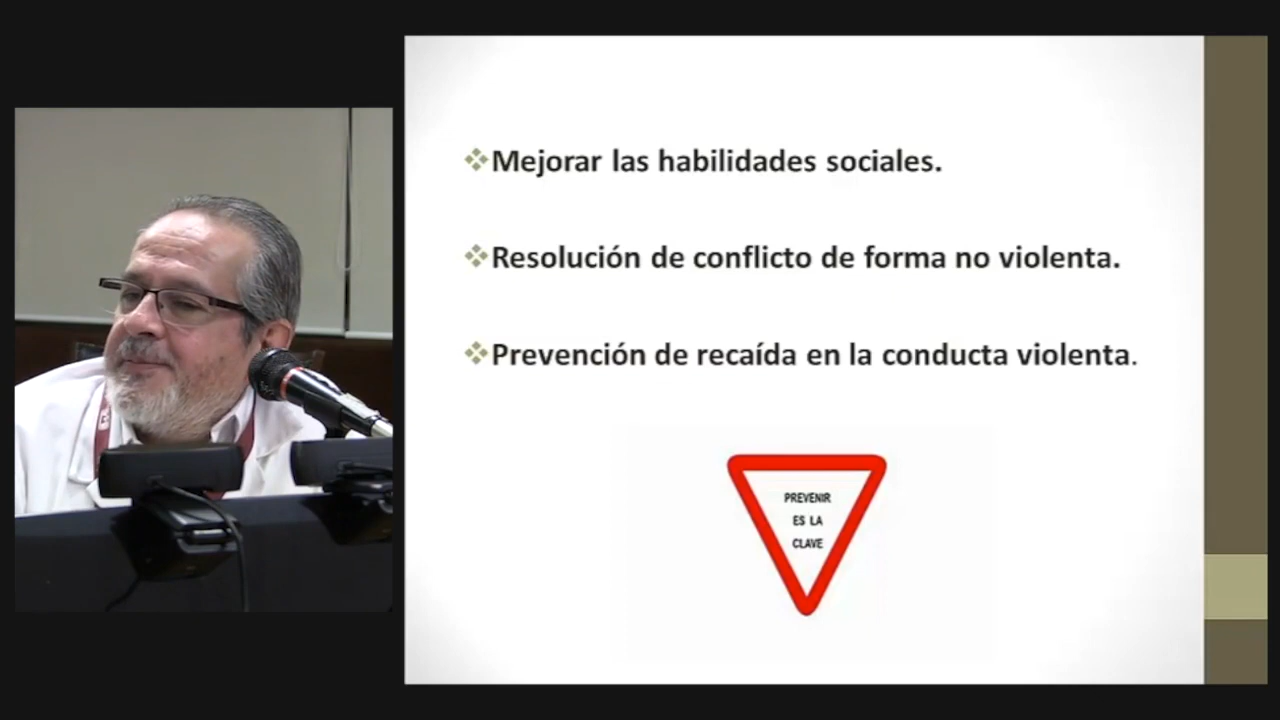 ❖Mejorar las habilidades sociales.
❖Resolución de conflicto de forma no violenta.
❖Prevención de recaída en la conducta violenta.
PREVENIR
ES LA
CLAVE